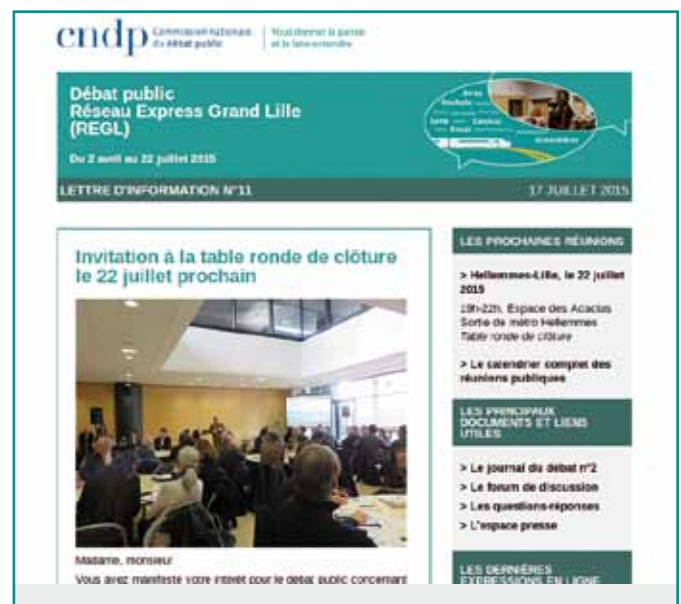 cndp
Commission nationale
du débat public
Vous donner la parole
et la faire entendre
Débat public
Réseau Express Grand Lille
(REGL)
Du 2 avril au 22 juillet 2015
LETTRE D'INFORMATION N°11
17 JUILLET 2015
Invitation à la table ronde de clôture
le 22 juillet prochain
Madame, monsieur
Vous avez manifesté votre intérêt pour le débat public concernant
LES PROCHAINES RÉUNIONS
> Hellemmes-Lille, le 22 juillet
2015
19h-22h, Espace des Acacias
Sortie de métro Hellemmes
Table ronde de clôture
> Le calendrier complet des
réunions publiques
LES PRINCIPAUX
DOCUMENTS ET LIENS
UTILES
> Le journal du débat n°2
> Le forum de discussion
> Les questions-réponses
> L'espace presse
LES DERNIÈRES
EXPRESSIONS EN LIGNE